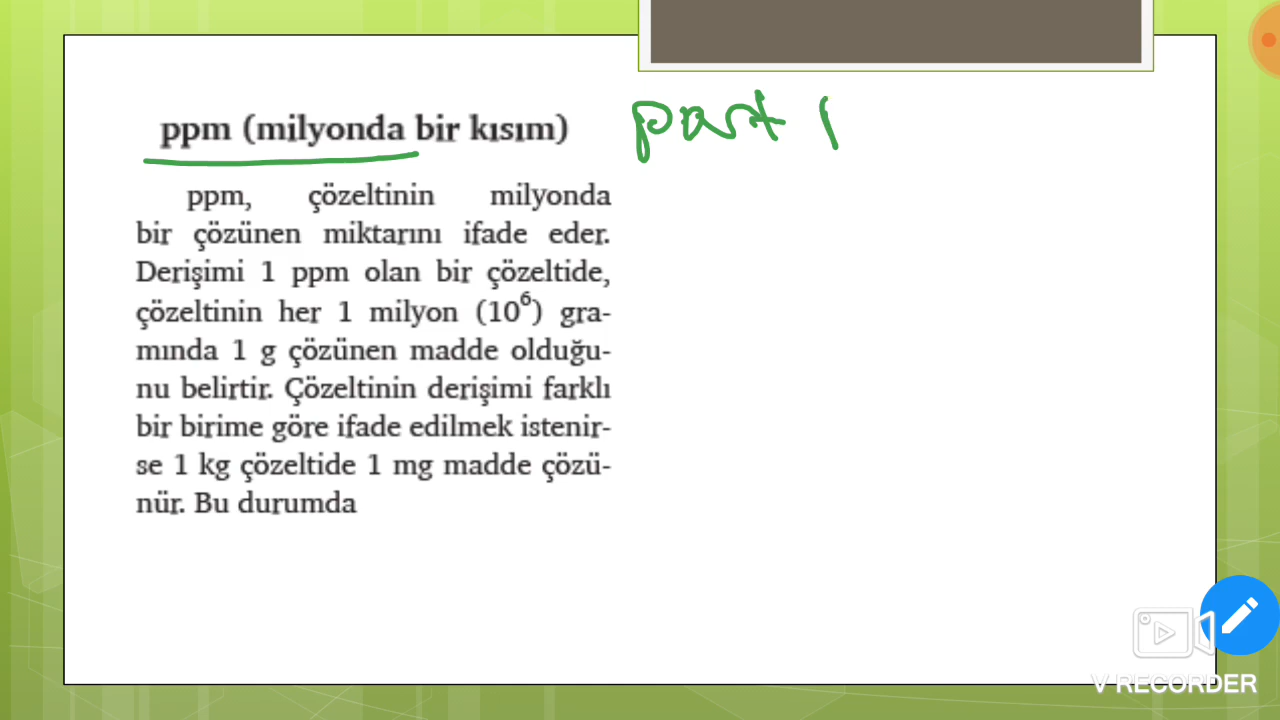 ppm (milyonda bir kısım)
part
ppm, çözeltinin milyonda
bir çözünen miktarını ifade eder.
Derişimi 1 ppm olan bir çözeltide,
çözeltinin her 1 milyon (10⁶) gra-
mında 1 g çözünen madde olduğu-
nu belirtir. Çözeltinin derişimi farklı
bir birime göre ifade edilmek istenir-
se 1 kg çözeltide 1 mg madde çözü-
nür. Bu durumda
V RECORDER